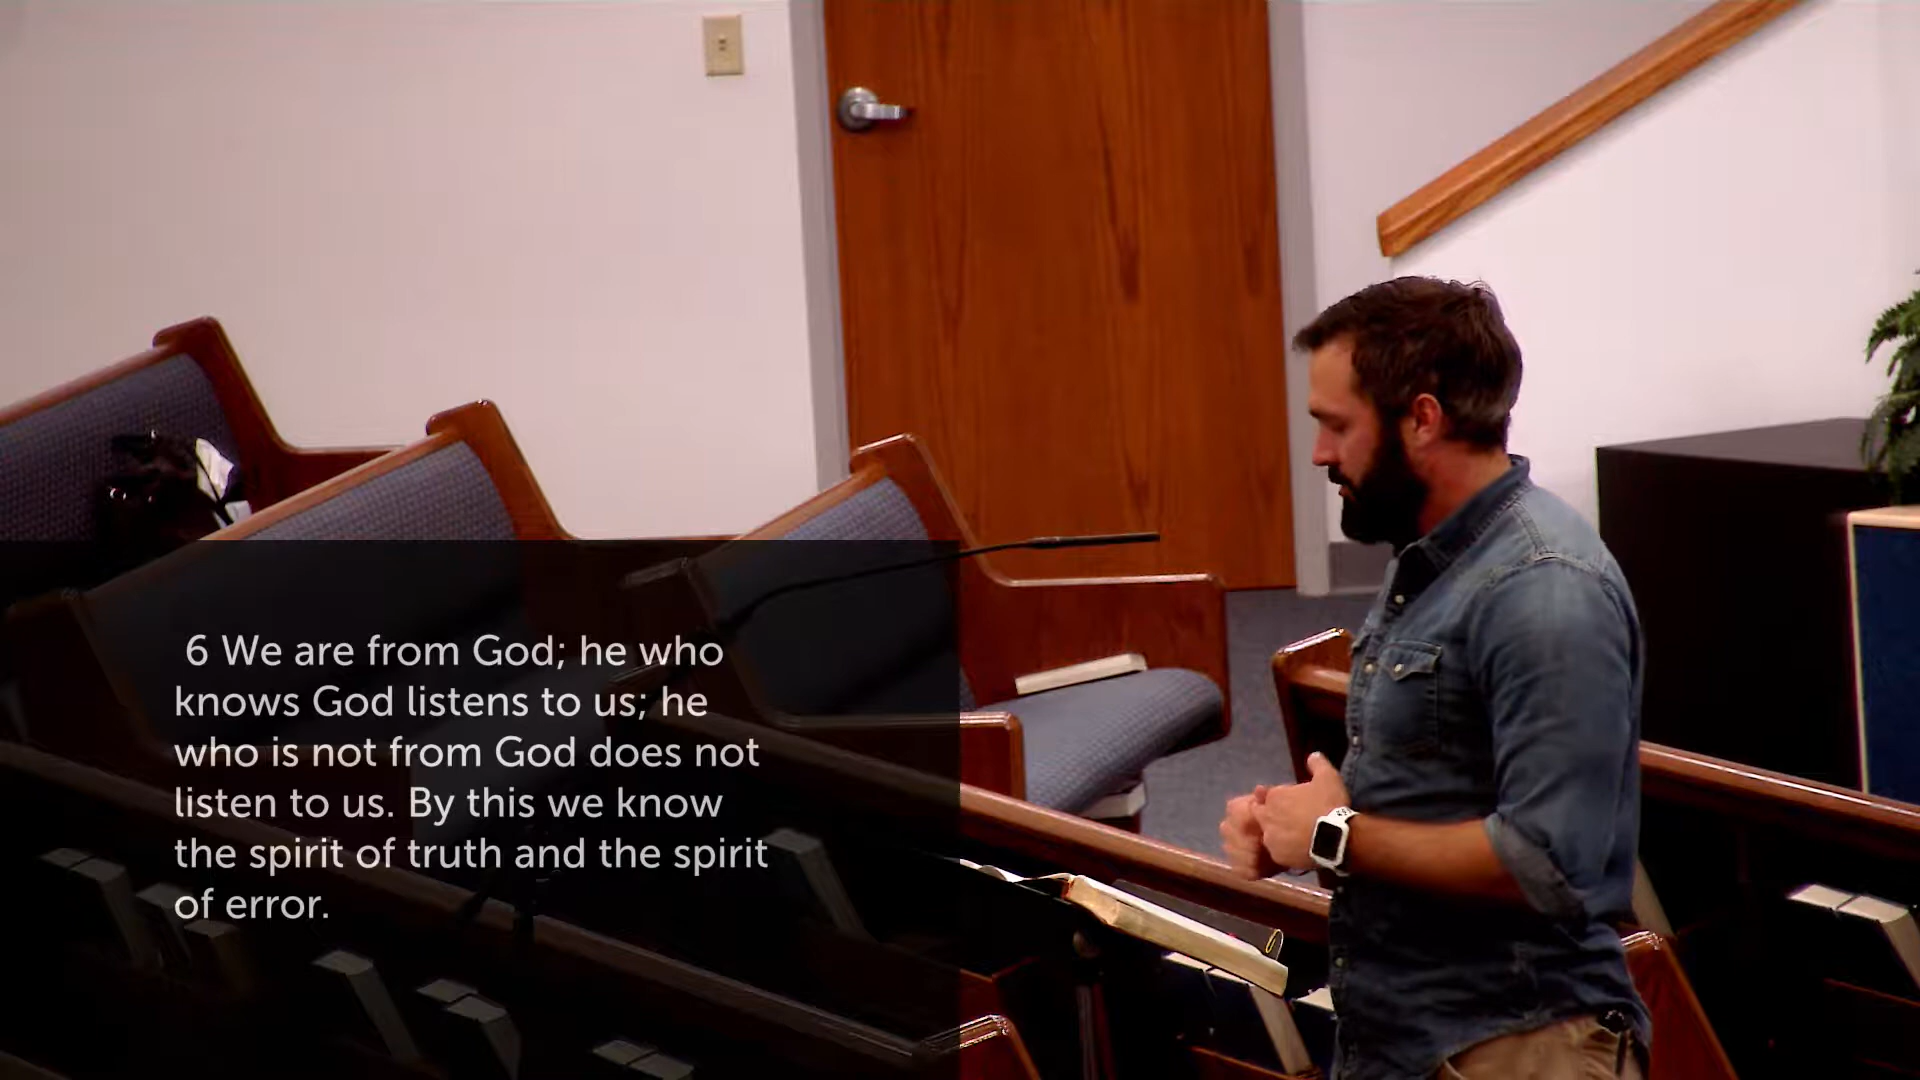 6 We are from God; he who
knows God listens to us; he
who is not from God does not
listen to us. By this we know
the spirit of truth and the spirit
of error.